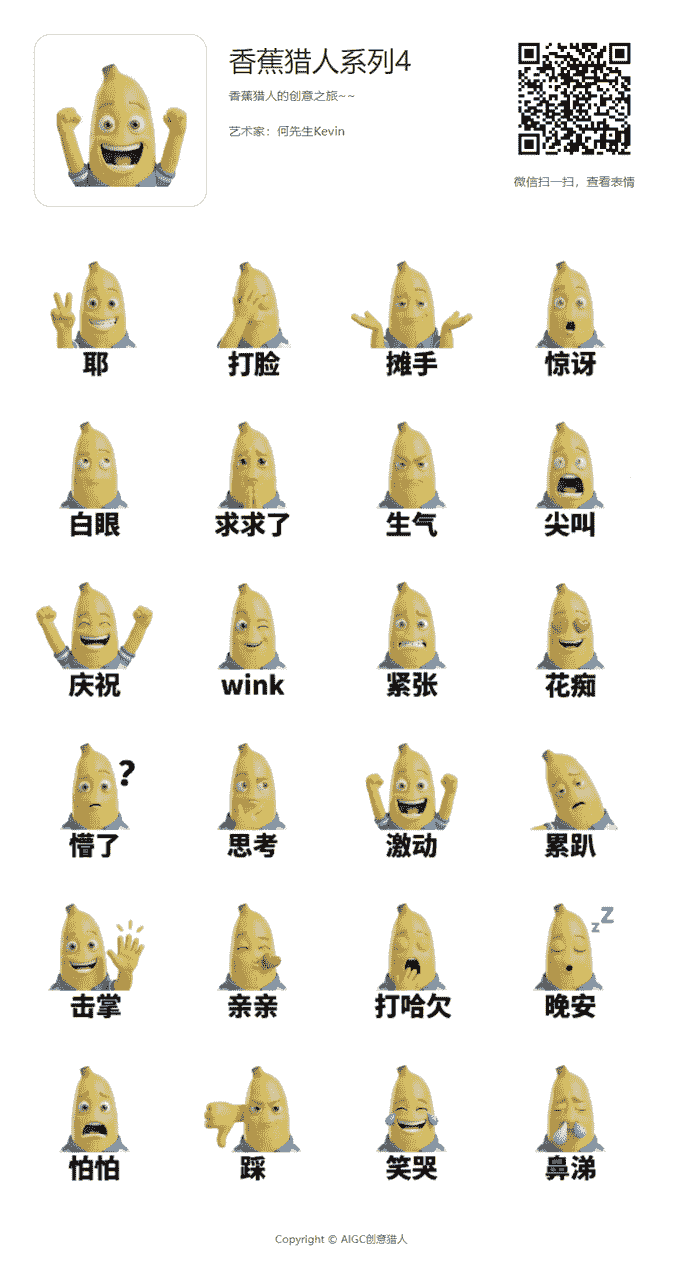 香蕉猎人系列4
香蕉猎人的创意之旅~~
艺术家：何先生Kevin
微信扫一扫，查看表情
耶
打脸
摊手
惊讶
白眼
求求了
生气
尖叫
庆祝
wink
紧张
花痴
?
懵了
思考
激动
累趴
击掌
亲亲
打哈欠
zZ
晚安
怕怕
踩
笑哭
鼻涕
Copyright © AIGC创意猎人